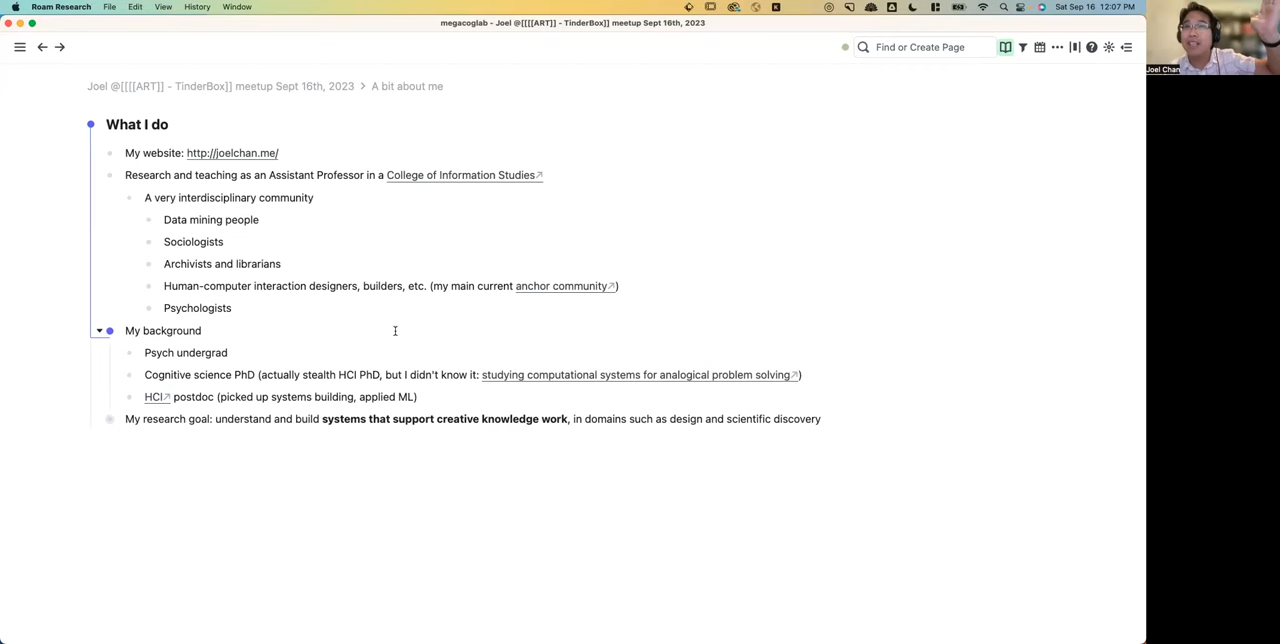 Roam Research File Edit View History Window Sat Sep 16 12:07 PM
megacoglab - Joel @[[[[ART]] - TinderBox]] meetup Sept 16th, 2023
Find or Create Page
Joel Chan
Joel @[[[[ART]] - TinderBox]] meetup Sept 16th, 2023 > A bit about me
What I do
My website: http://joelchan.me/
Research and teaching as an Assistant Professor in a College of Information Studies
A very interdisciplinary community
Data mining people
Sociologists
Archivists and librarians
Human-computer interaction designers, builders, etc. (my main current anchor community)
Psychologists
My background
Psych undergrad
Cognitive science PhD (actually stealth HCI PhD, but I didn't know it: studying computational systems for analogical problem solving)
HCI postdoc (picked up systems building, applied ML)
My research goal: understand and build systems that support creative knowledge work, in domains such as design and scientific discovery